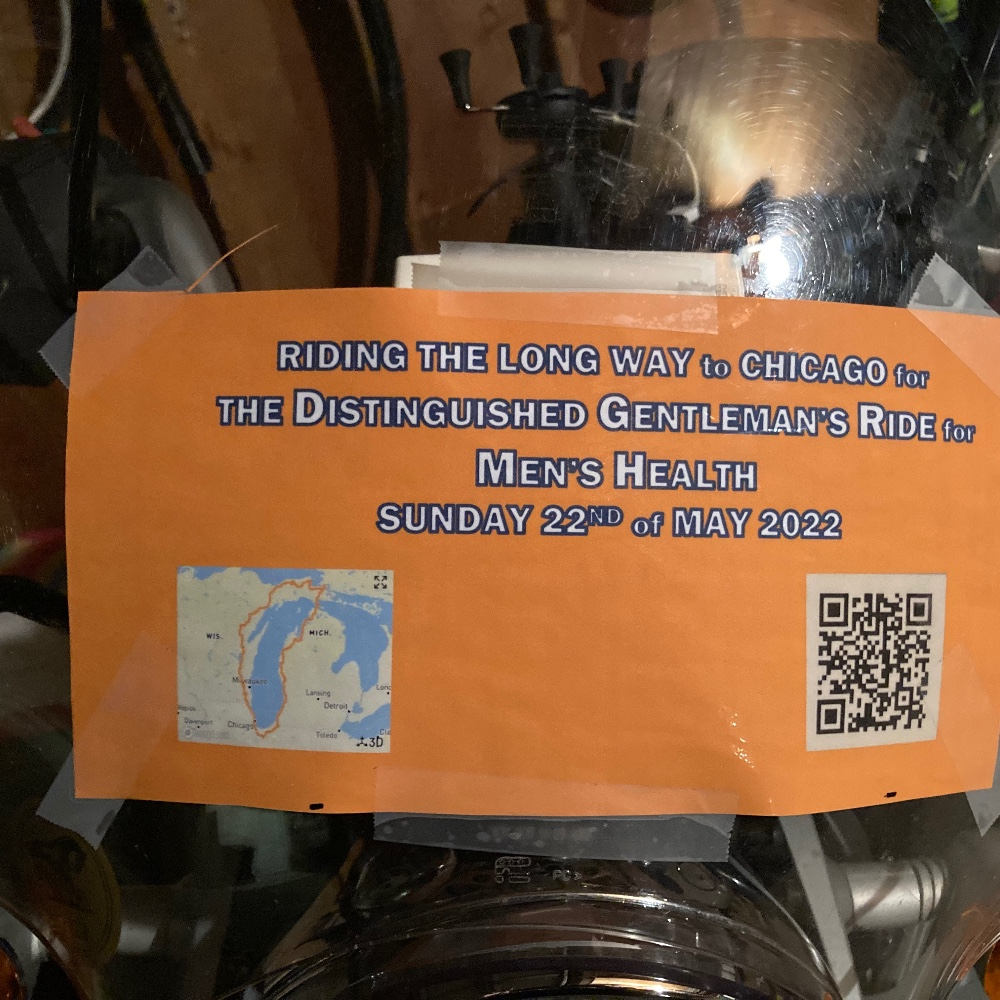 RIDING THE LONG WAY to CHICAGO for
THE DISTINGUISHED GENTLEMAN'S RIDE for
MEN'S HEALTH
SUNDAY 22ND of MAY 2022
WIS.
MICH.
Milwaukee
Lansing
Detroit
Davenport
Chicago
Toledo
3D